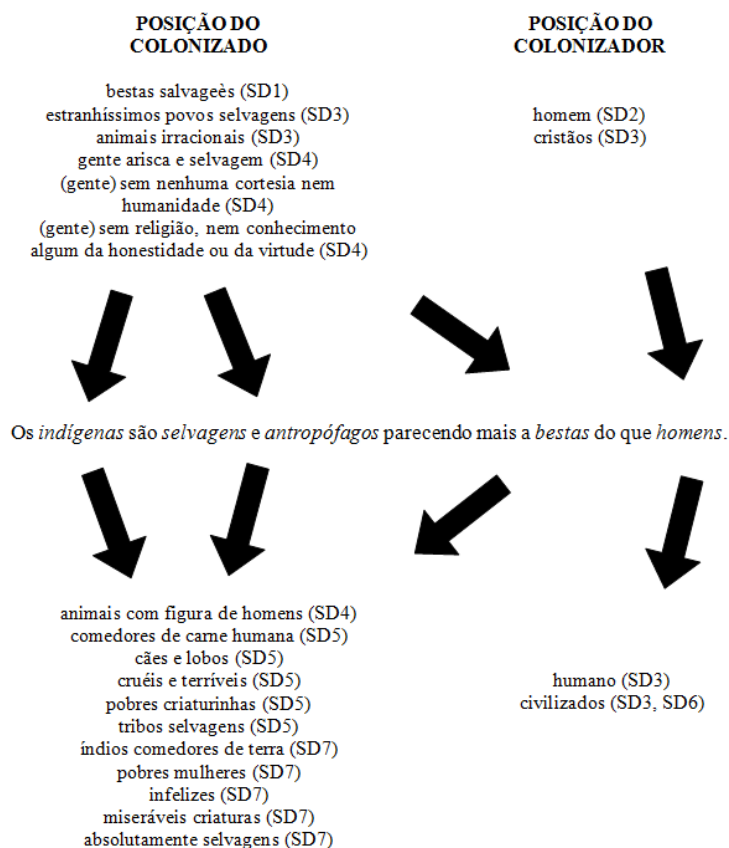 POSIÇÃO DO
COLONIZADO
bestas salvageès (SD1)
estranhíssimos povos selvagens (SD3)
animais irracionais (SD3)
gente arisca e selvagem (SD4)
(gente) sem nenhuma cortesia nem
humanidade (SD4)
(gente) sem religião, nem conhecimento
algum da honestidade ou da virtude (SD4)
POSIÇÃO DO
COLONIZADOR
homem (SD2)
cristãos (SD3)
Os indígenas são selvagens e antropófagos parecendo mais a bestas do que homens.
animais com figura de homens (SD4)
comedores de carne humana (SD5)
cães e lobos (SD5)
cruéis e terríveis (SD5)
pobres criaturinhas (SD5)
tribos selvagens (SD5)
índios comedores de terra (SD7)
pobres mulheres (SD7)
infelizes (SD7)
miseráveis criaturas (SD7)
absolutamente selvagens (SD7)
humano (SD3)
civilizados (SD3, SD6)